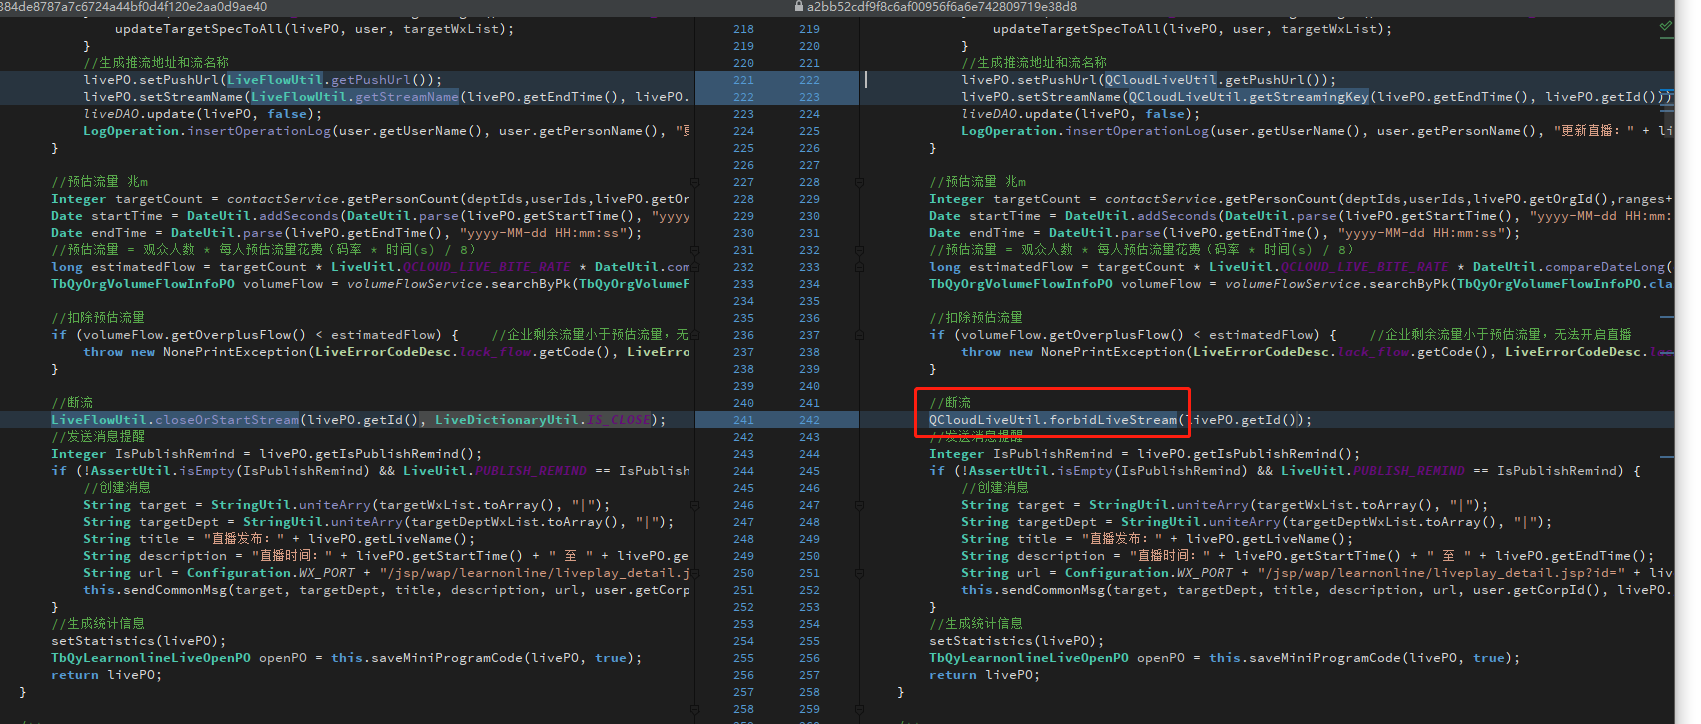 384de8787a7c6724a44bf0d4f120e2aa0d9ae40
a2bb52cdf9f8c6af00956f6a6e742809719e38d8
updateTargetSpecToAll(livePO, user, targetWxList);
}
//生成推流地址和流名称
livePO.setPushUrl(LiveFlowUtil.getPushUrl());
livePO.setStreamName(LiveFlowUtil.getStreamName(livePO.getEndTime(), livePO.
liveDAO.update(livePO, false);
LogOperation.insertOperationLog(user.getUserName(), user.getPersonName(), "更
}
//预估流量 兆m
Integer targetCount = contactService.getPersonCount(deptIds,userIds,livePO.getOr
Date startTime = DateUtil.addSeconds(DateUtil.parse(livePO.getStartTime(), "yyyy
Date endTime = DateUtil.parse(livePO.getEndTime(), "yyyy-MM-dd HH:mm:ss");
//预估流量 = 观众人数 * 每人预估流量花费（码率 * 时间(s) / 8）
long estimatedFlow = targetCount * LiveUitl.QCLOUD_LIVE_BITE_RATE * DateUtil.com
TbQyOrgVolumeFlowInfoPO volumeFlow = volumeFlowService.searchByPk(TbQyOrgVolumeF
//扣除预估流量
if (volumeFlow.getOverplusFlow() < estimatedFlow) { //企业剩余流量小于预估流量，无
throw new NonePrintException(LiveErrorCodeDesc.lack_flow.getCode(), LiveErro
}
//断流
LiveFlowUtil.closeOrStartStream(livePO.getId(), LiveDictionaryUtil.IS_CLOSE);
//发送消息提醒
Integer IsPublishRemind = livePO.getIsPublishRemind();
if (!AssertUtil.isEmpty(IsPublishRemind) && LiveUitl.PUBLISH_REMIND == IsPublish
//创建消息
String target = StringUtil.uniteArry(targetWxList.toArray(), "|");
String targetDept = StringUtil.uniteArry(targetDeptWxList.toArray(), "|");
String title = "直播发布：" + livePO.getLiveName();
String description = "直播时间：" + livePO.getStartTime() + " 至 " + livePO.ge
String url = Configuration.WX_PORT + "/jsp/wap/learnonline/liveplay_detail.j
this.sendCommonMsg(target, targetDept, title, description, url, user.getCorp
}
//生成统计信息
setStatistics(livePO);
TbQyLearnonlineLiveOpenPO openPO = this.saveMiniProgramCode(livePO, true);
return livePO;
}
218 219
219 220
220 221
221 222
222 223
223 224
224 225
225 226
226 227
227 228
228 229
229 230
230 231
231 232
232 233
233 234
234 235
235 236
236 237
237 238
238 239
239 240
240 241
241 242
242 243
243 244
244 245
245 246
246 247
247 248
248 249
249 250
250 251
251 252
252 253
253 254
254 255
255 256
256 257
257 258
258 259
updateTargetSpecToAll(livePO, user, targetWxList);
}
//生成推流地址和流名称
livePO.setPushUrl(QCloudLiveUtil.getPushUrl());
livePO.setStreamName(QCloudLiveUtil.getStreamingKey(livePO.getEndTime(), livePO.getId()))
liveDAO.update(livePO, false);
LogOperation.insertOperationLog(user.getUserName(), user.getPersonName(), "更新直播：" + li
}
//预估流量 兆m
Integer targetCount = contactService.getPersonCount(deptIds,userIds,livePO.getOrgId(),ranges+
Date startTime = DateUtil.addSeconds(DateUtil.parse(livePO.getStartTime(), "yyyy-MM-dd HH:mm:
Date endTime = DateUtil.parse(livePO.getEndTime(), "yyyy-MM-dd HH:mm:ss");
//预估流量 = 观众人数 * 每人预估流量花费（码率 * 时间(s) / 8）
long estimatedFlow = targetCount * LiveUitl.QCLOUD_LIVE_BITE_RATE * DateUtil.compareDateLong(
TbQyOrgVolumeFlowInfoPO volumeFlow = volumeFlowService.searchByPk(TbQyOrgVolumeFlowInfoPO.cla
//扣除预估流量
if (volumeFlow.getOverplusFlow() < estimatedFlow) { //企业剩余流量小于预估流量，无法开启直播
throw new NonePrintException(LiveErrorCodeDesc.lack_flow.getCode(), LiveErrorCodeDesc.la
}
//断流
QCloudLiveUtil.forbidLiveStream(livePO.getId());
//发送消息提醒
Integer IsPublishRemind = livePO.getIsPublishRemind();
if (!AssertUtil.isEmpty(IsPublishRemind) && LiveUitl.PUBLISH_REMIND == IsPublishRemind) {
//创建消息
String target = StringUtil.uniteArry(targetWxList.toArray(), "|");
String targetDept = StringUtil.uniteArry(targetDeptWxList.toArray(), "|");
String title = "直播发布：" + livePO.getLiveName();
String description = "直播时间：" + livePO.getStartTime() + " 至 " + livePO.getEndTime();
String url = Configuration.WX_PORT + "/jsp/wap/learnonline/liveplay_detail.jsp?id=" + liv
this.sendCommonMsg(target, targetDept, title, description, url, user.getCorpId(), livePO.
}
//生成统计信息
setStatistics(livePO);
TbQyLearnonlineLiveOpenPO openPO = this.saveMiniProgramCode(livePO, true);
return livePO;
}